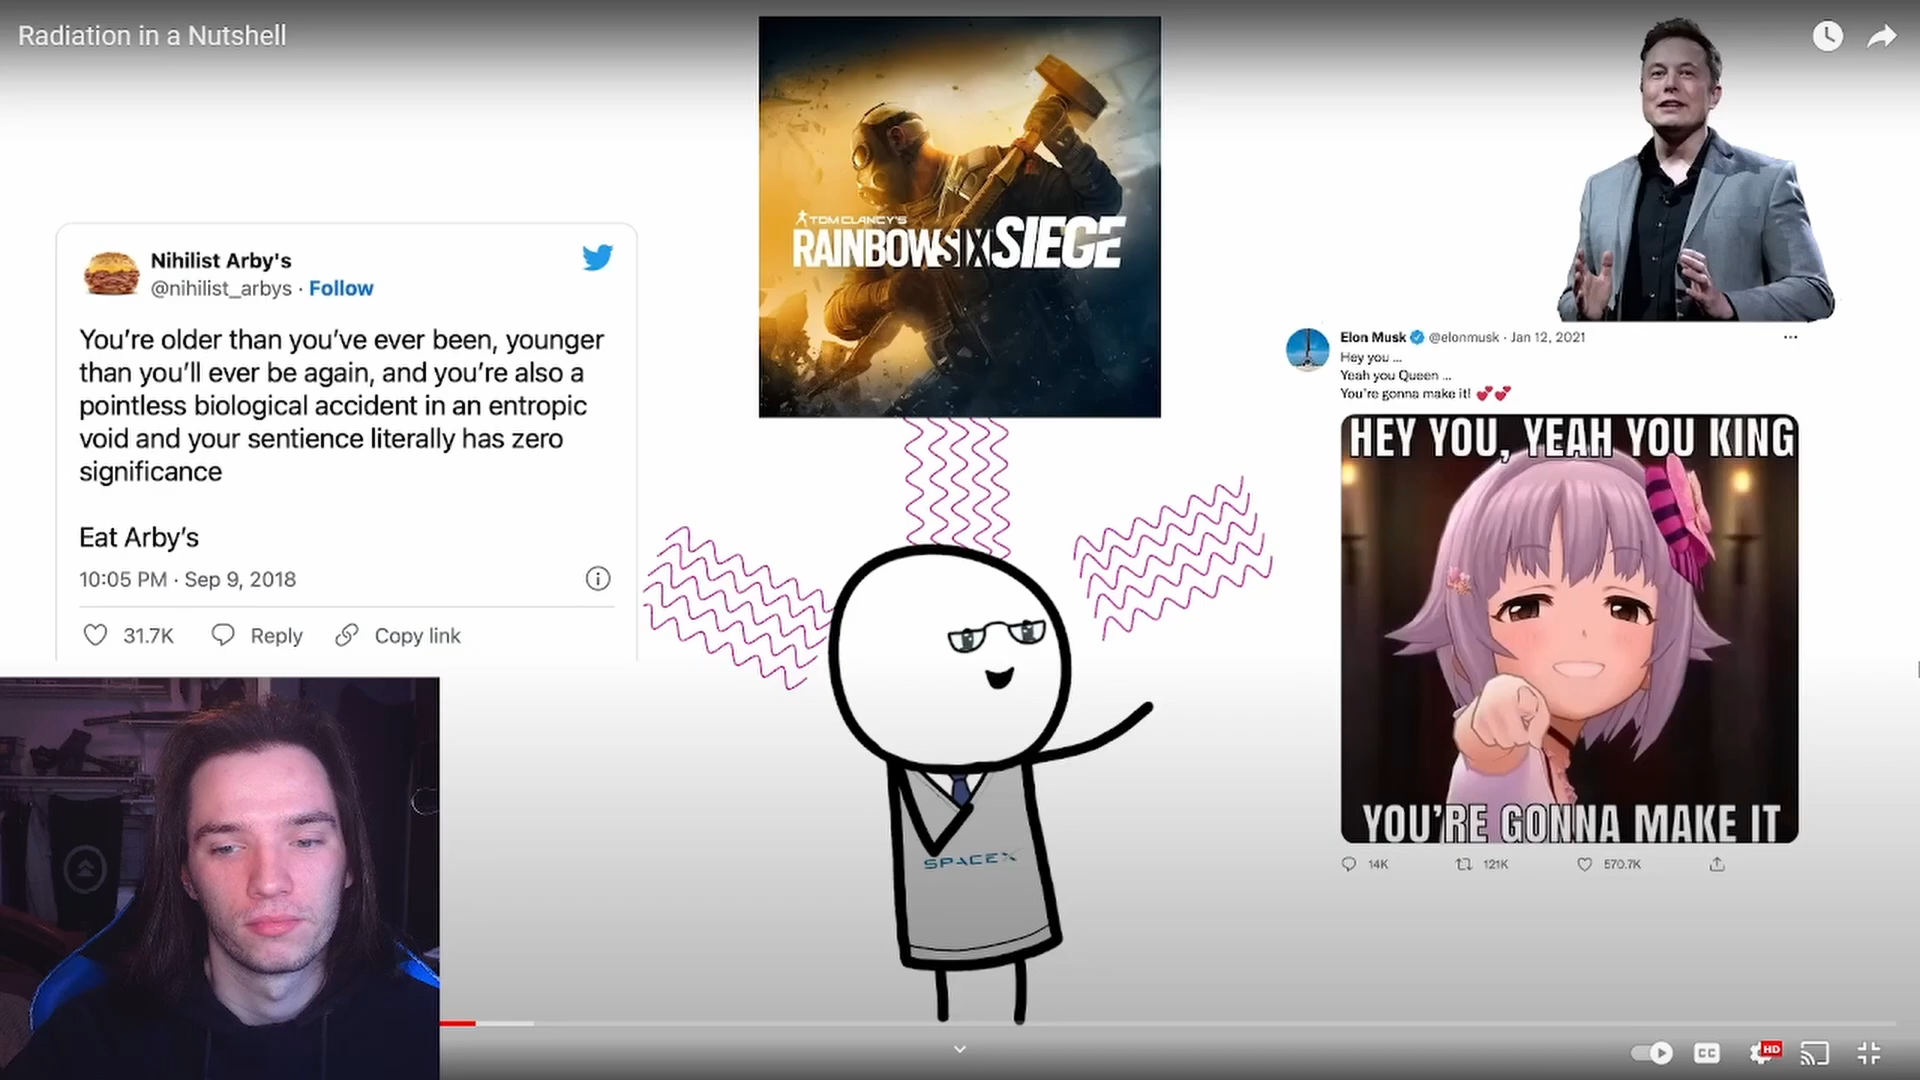 Radiation in a Nutshell
TOM CLANCY'S
RAINBOWSIX SIEGE
Nihilist Arby's
@nihilist_arbys · Follow
You're older than you've ever been, younger
than you'll ever be again, and you're also a
pointless biological accident in an entropic
void and your sentience literally has zero
significance
Eat Arby's
10:05 PM · Sep 9, 2018
31.7K Reply Copy link
Elon Musk @elonmusk · Jan 12, 2021
Hey you ...
Yeah you Queen ...
You're gonna make it! 💕💕
HEY YOU, YEAH YOU KING
YOU'RE GONNA MAKE IT
14K 121K 570.7K
SPACEX
CC HD